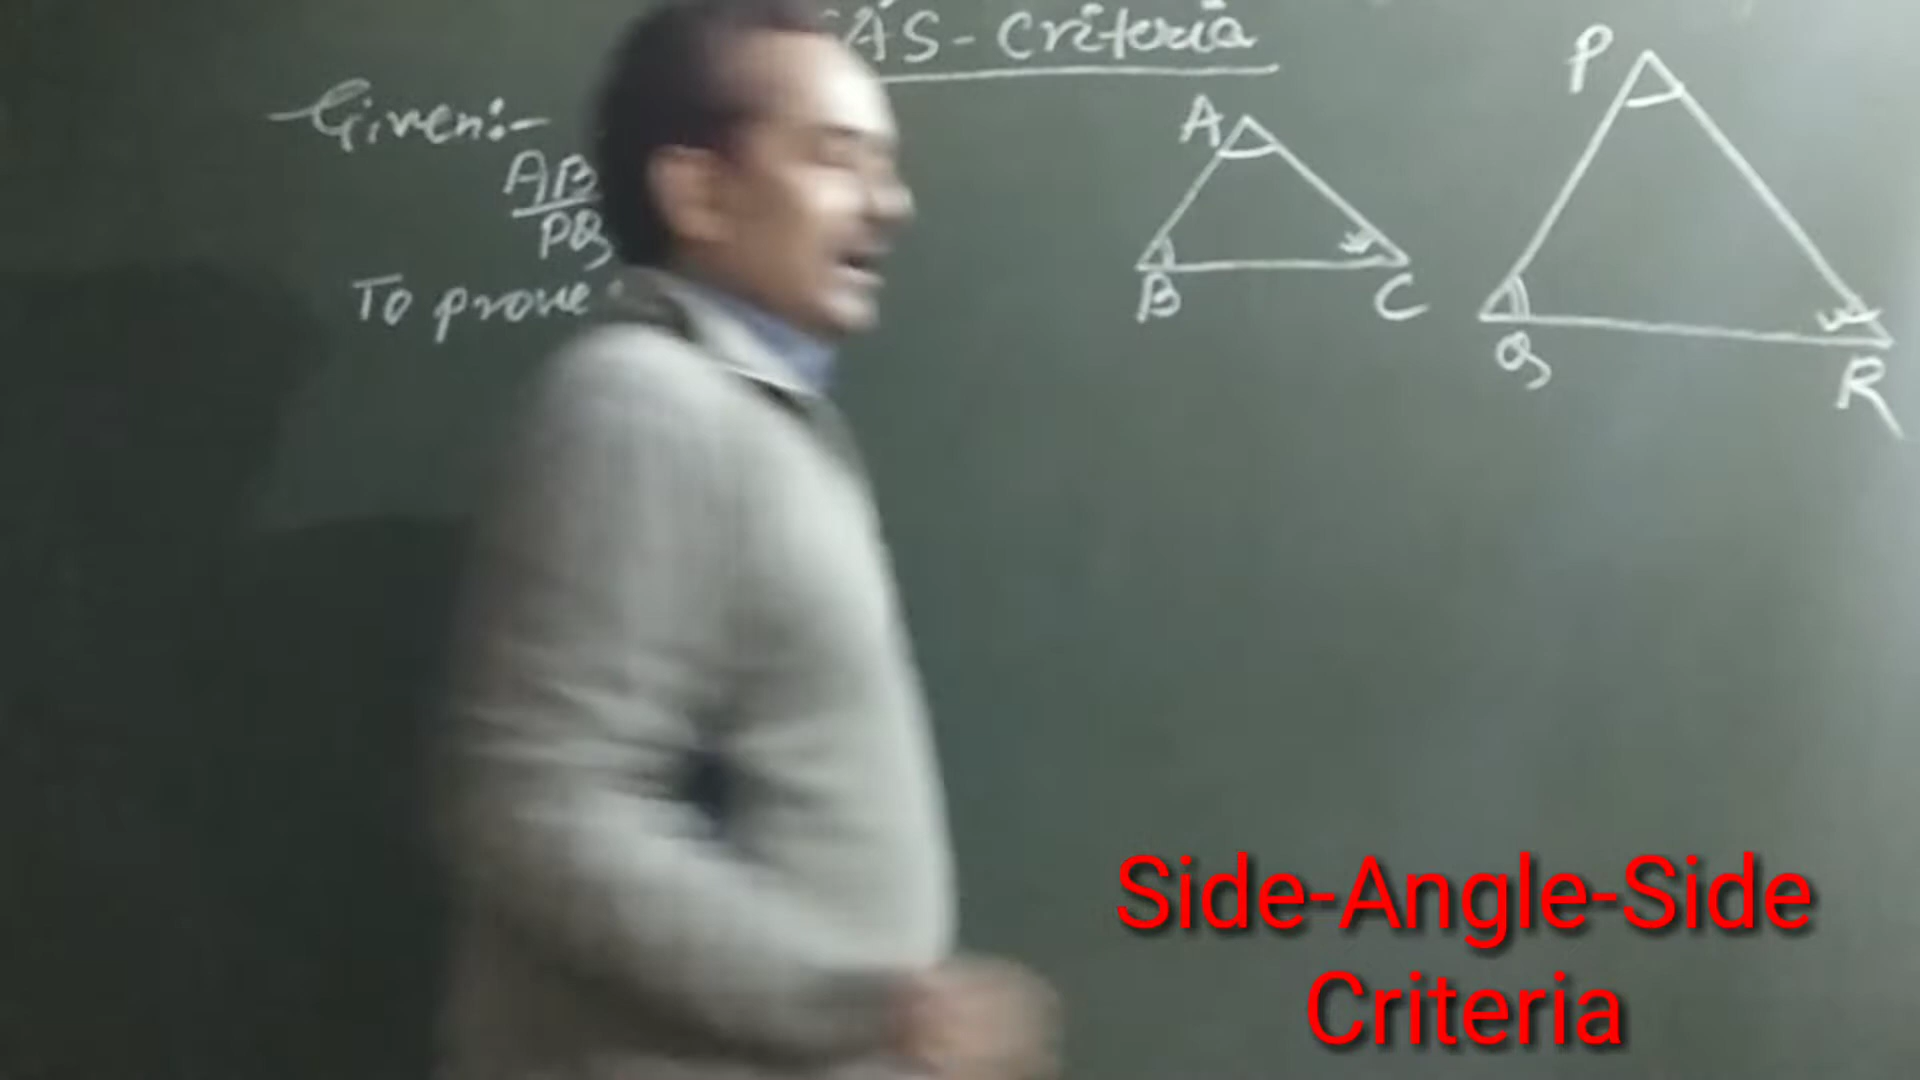 AS-Criteria
Given:-
AB
PQ
To prove
A
B
C
P
Q
R
Side-Angle-Side
Criteria